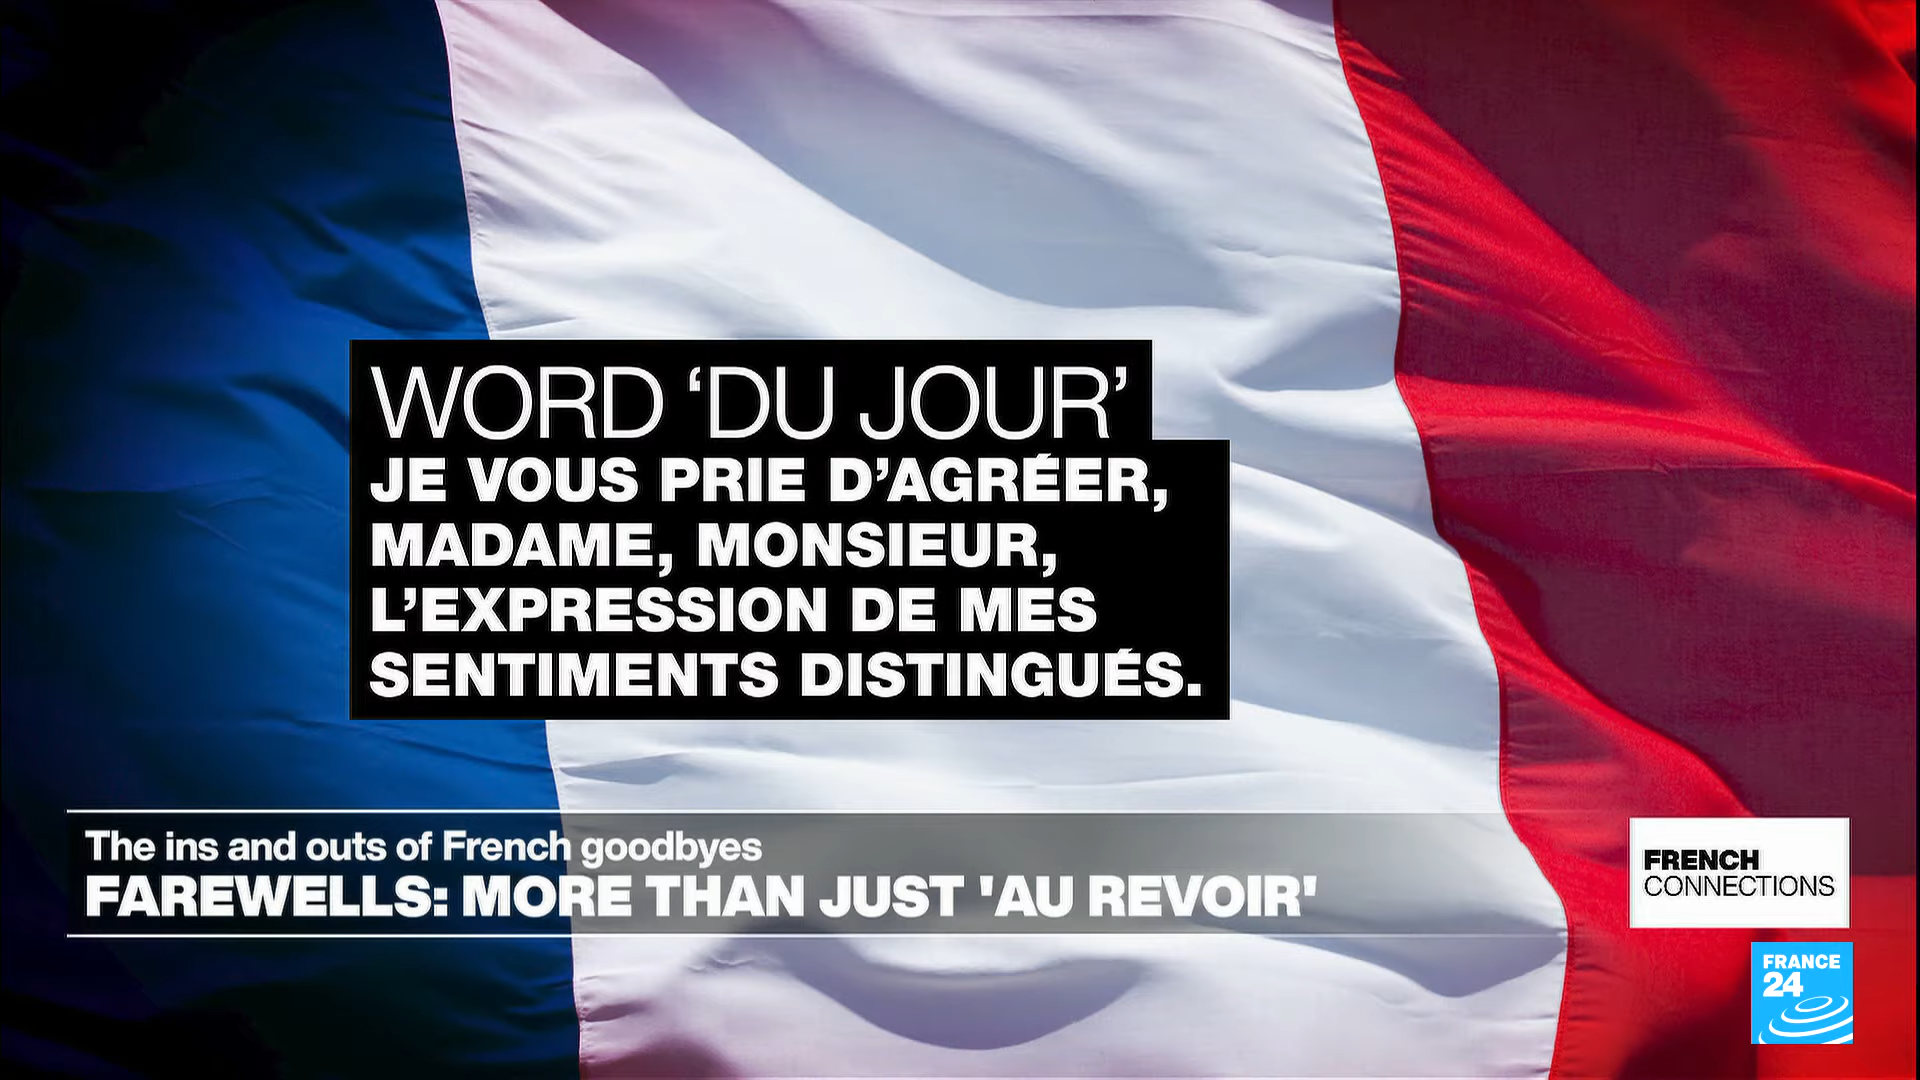 WORD ‘DU JOUR’
JE VOUS PRIE D’AGRÉER,
MADAME, MONSIEUR,
L’EXPRESSION DE MES
SENTIMENTS DISTINGUÉS.
The ins and outs of French goodbyes
FAREWELLS: MORE THAN JUST 'AU REVOIR'
FRENCH
CONNECTIONS
FRANCE
24